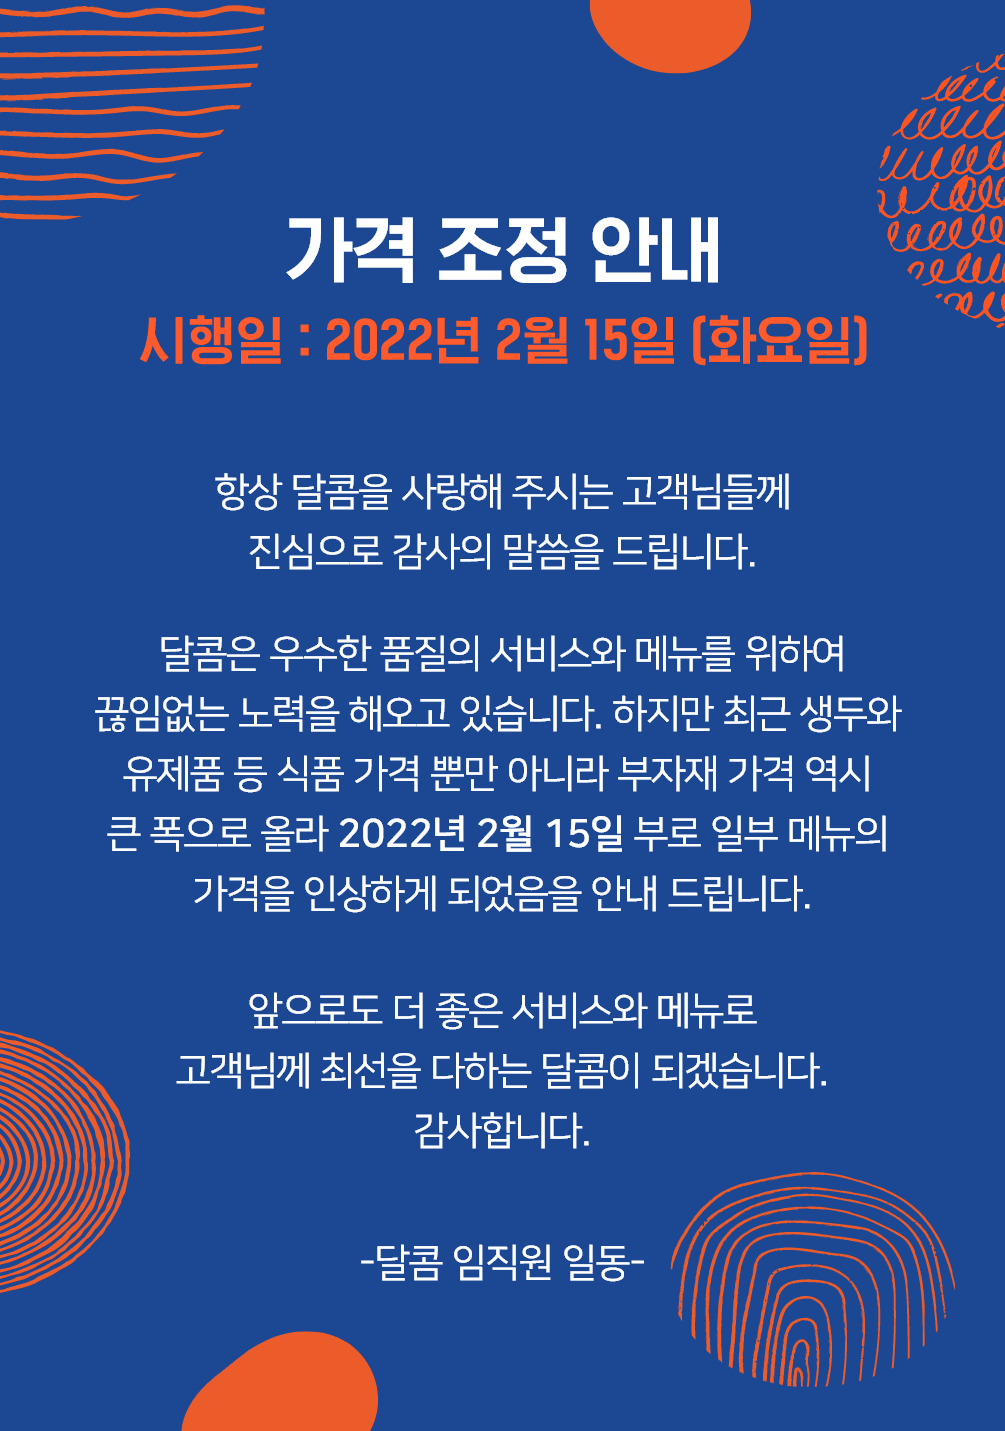 가격 조정 안내
시행일 : 2022년 2월 15일 (화요일)
항상 달콤을 사랑해 주시는 고객님들께
진심으로 감사의 말씀을 드립니다.
달콤은 우수한 품질의 서비스와 메뉴를 위하여
끊임없는 노력을 해오고 있습니다. 하지만 최근 생두와
유제품 등 식품 가격 뿐만 아니라 부자재 가격 역시
큰 폭으로 올라 2022년 2월 15일 부로 일부 메뉴의
가격을 인상하게 되었음을 안내 드립니다.
앞으로도 더 좋은 서비스와 메뉴로
고객님께 최선을 다하는 달콤이 되겠습니다.
감사합니다.
-달콤 임직원 일동-